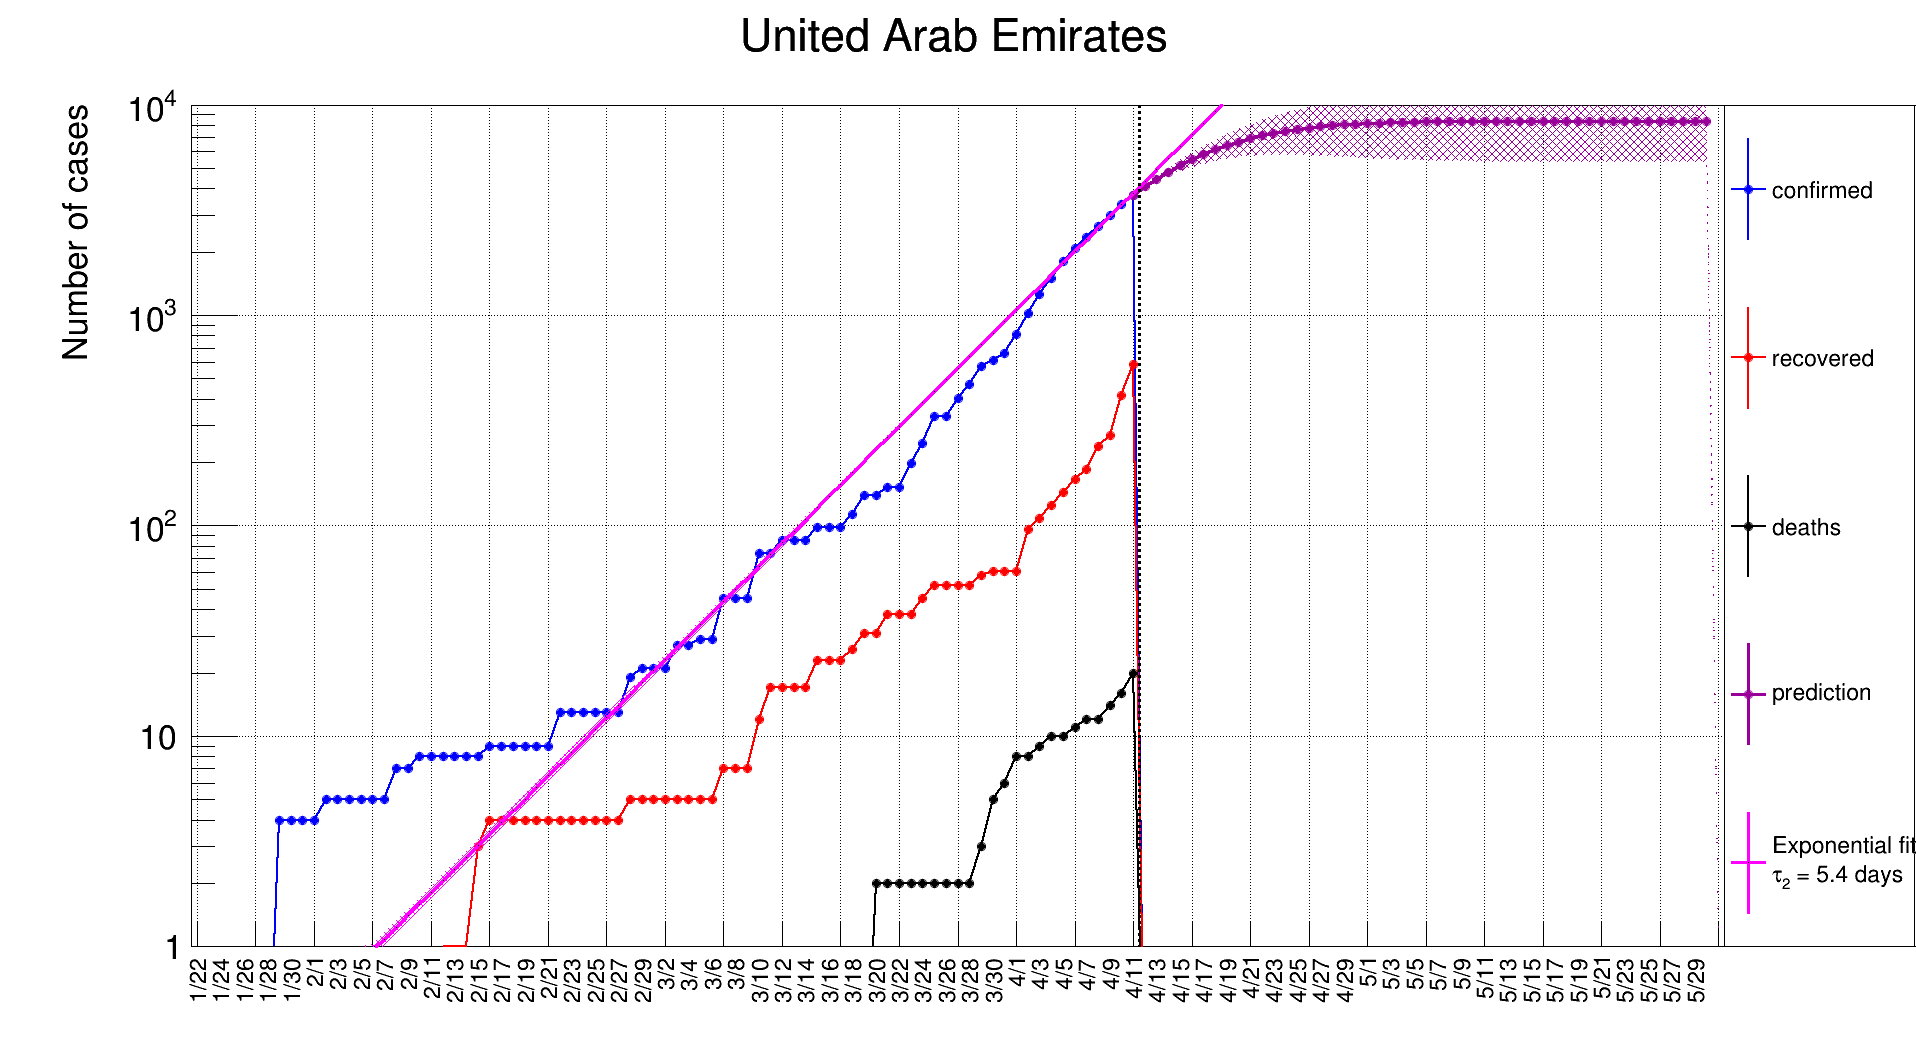 United Arab Emirates
Number of cases
10⁴
10³
10²
10
1
1/22 1/24 1/26 1/28 1/30 2/1 2/3 2/5 2/7 2/9 2/11 2/13 2/15 2/17 2/19 2/21 2/23 2/25 2/27 2/29 3/2 3/4 3/6 3/8 3/10 3/12 3/14 3/16 3/18 3/20 3/22 3/24 3/26 3/28 3/30 4/1 4/3 4/5 4/7 4/9 4/11 4/13 4/15 4/17 4/19 4/21 4/23 4/25 4/27 4/29 5/1 5/3 5/5 5/7 5/9 5/11 5/13 5/15 5/17 5/19 5/21 5/23 5/25 5/27 5/29
confirmed
recovered
deaths
prediction
Exponential fit
τ₂ = 5.4 days